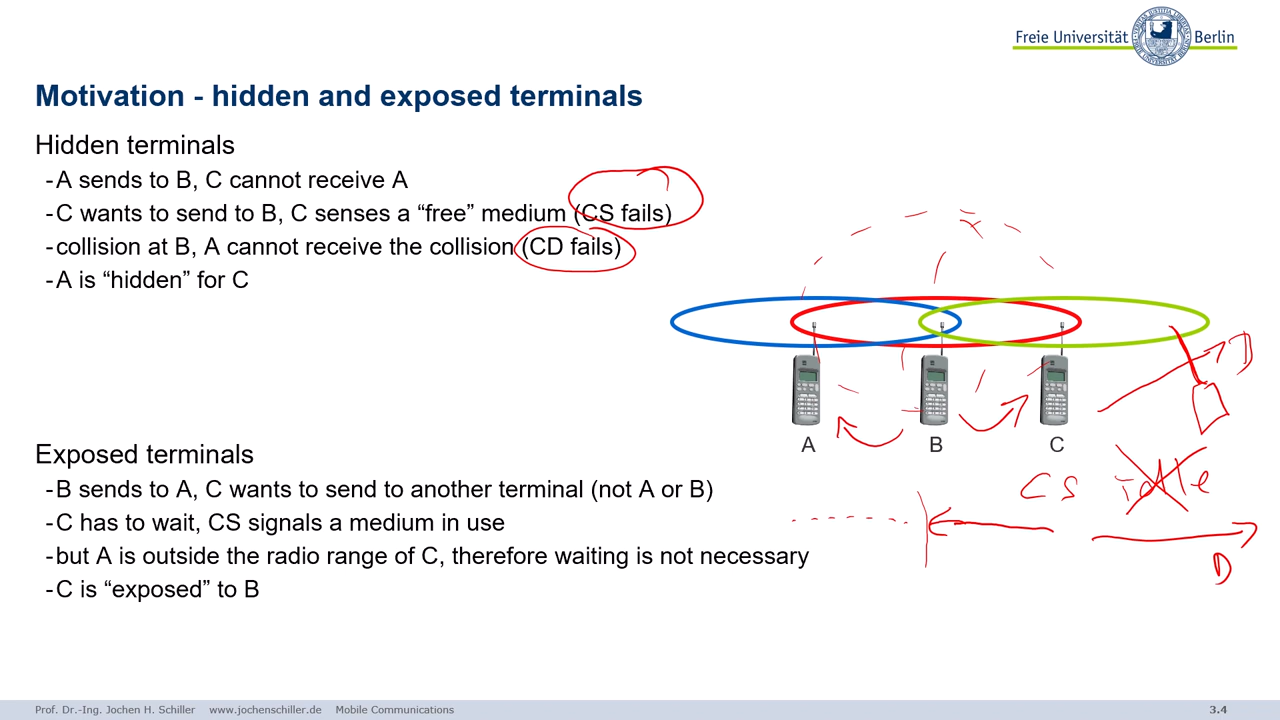 Freie Universität Berlin
Motivation - hidden and exposed terminals
Hidden terminals
-A sends to B, C cannot receive A
-C wants to send to B, C senses a “free” medium (CS fails)
-collision at B, A cannot receive the collision (CD fails)
-A is “hidden” for C
D
A B C
Exposed terminals
-B sends to A, C wants to send to another terminal (not A or B)
CS idle
-C has to wait, CS signals a medium in use
-but A is outside the radio range of C, therefore waiting is not necessary
D
-C is “exposed” to B
Prof. Dr.-Ing. Jochen H. Schiller www.jochenschiller.de Mobile Communications 3.4